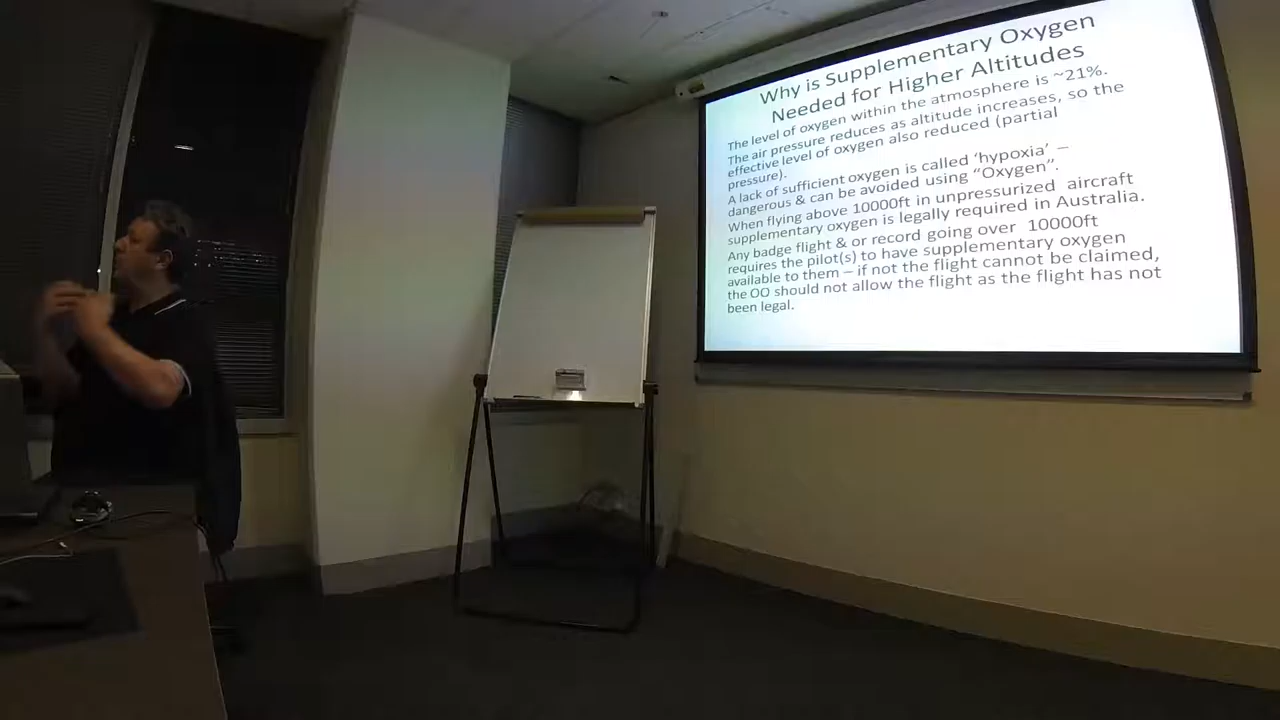 Why is Supplementary Oxygen
Needed for Higher Altitudes
The level of oxygen within the atmosphere is ~21%.
The air pressure reduces as altitude increases, so the
effective level of oxygen also reduced (partial
pressure).
A lack of sufficient oxygen is called ‘hypoxia’ –
dangerous & can be avoided using “Oxygen”.
When flying above 10000ft in unpressurized aircraft
supplementary oxygen is legally required in Australia.
Any badge flight & or record going over 10000ft
requires the pilot(s) to have supplementary oxygen
available to them – if not the flight cannot be claimed,
the OO should not allow the flight as the flight has not
been legal.